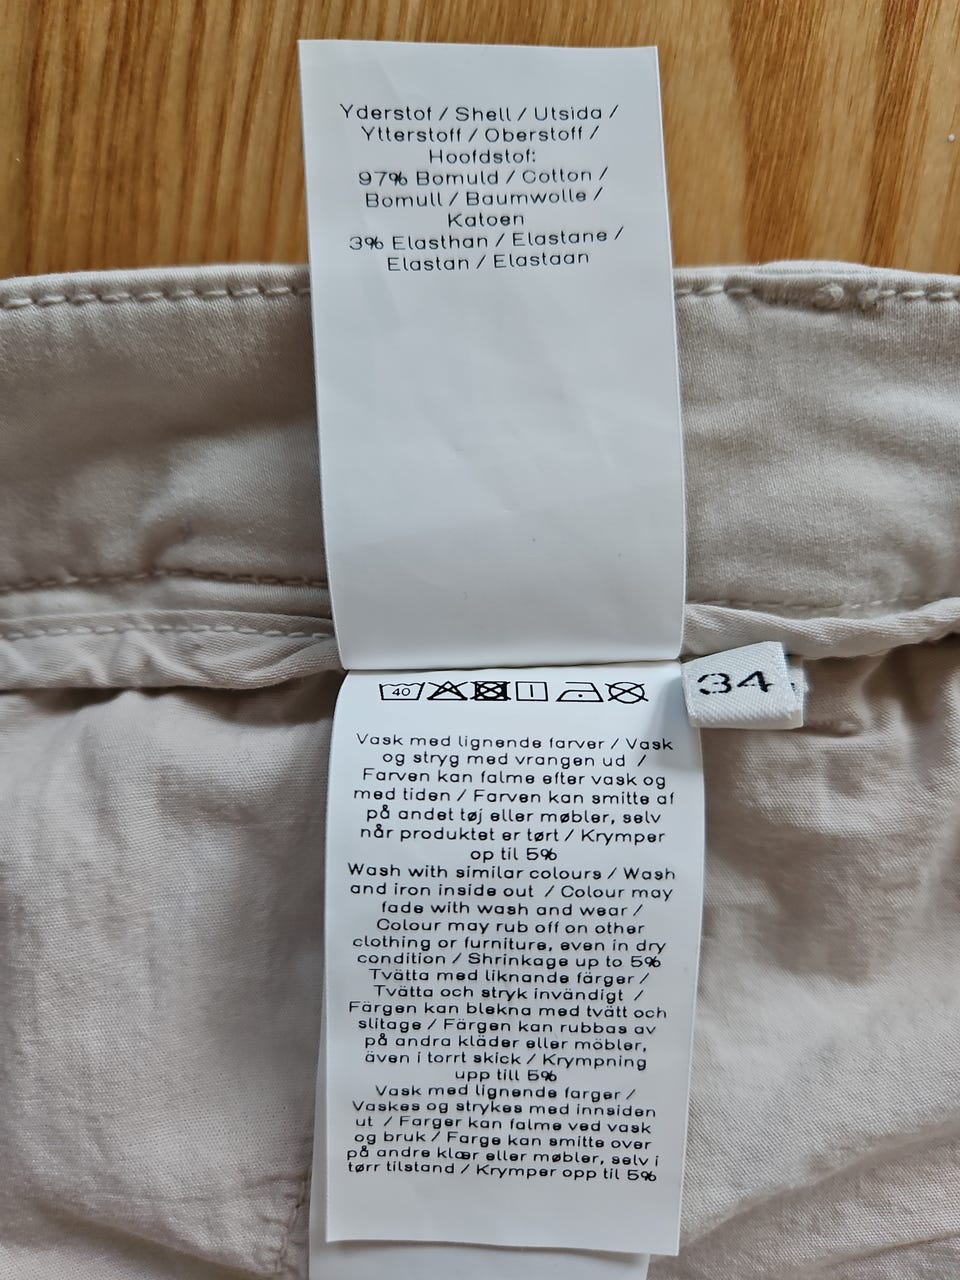 Yderstof / Shell / Utsida /
Ytterstoff / Oberstoff /
Hoofdstof:
97% Bomuld / Cotton /
Bomull / Baumwolle /
Katoen
3% Elasthan / Elastane /
Elastan / Elastaan
40
34
Vask med lignende farver / Vask
og stryg med vrangen ud /
Farven kan falme efter vask og
med tiden / Farven kan smitte af
på andet tøj eller møbler, selv
når produktet er tørt / Krymper
op til 5%
Wash with similar colours / Wash
and iron inside out / Colour may
fade with wash and wear /
Colour may rub off on other
clothing or furniture, even in dry
condition / Shrinkage up to 5%
Tvätta med liknande färger /
Tvätta och stryk invändigt /
Färgen kan blekna med tvätt och
slitage / Färgen kan rubbas av
på andra kläder eller möbler,
även i torrt skick / Krympning
upp till 5%
Vask med lignende farger /
Vaskes og strykes med innsiden
ut / Farger kan falme ved vask
og bruk / Farge kan smitte over
på andre klær eller møbler, selv i
tørr tilstand / Krymper opp til 5%